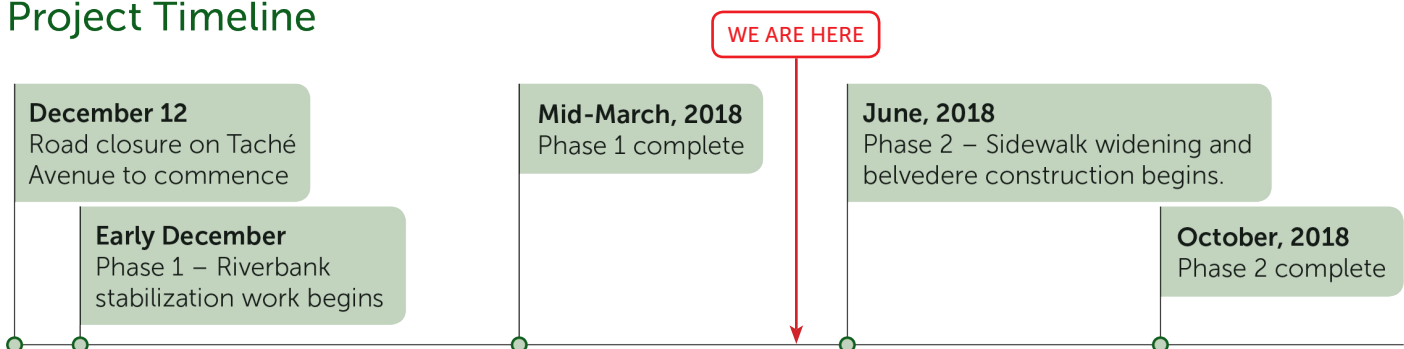 Project Timeline
WE ARE HERE
December 12
Road closure on Taché
Avenue to commence
Early December
Phase 1 – Riverbank
stabilization work begins
Mid-March, 2018
Phase 1 complete
June, 2018
Phase 2 – Sidewalk widening and
belvedere construction begins.
October, 2018
Phase 2 complete